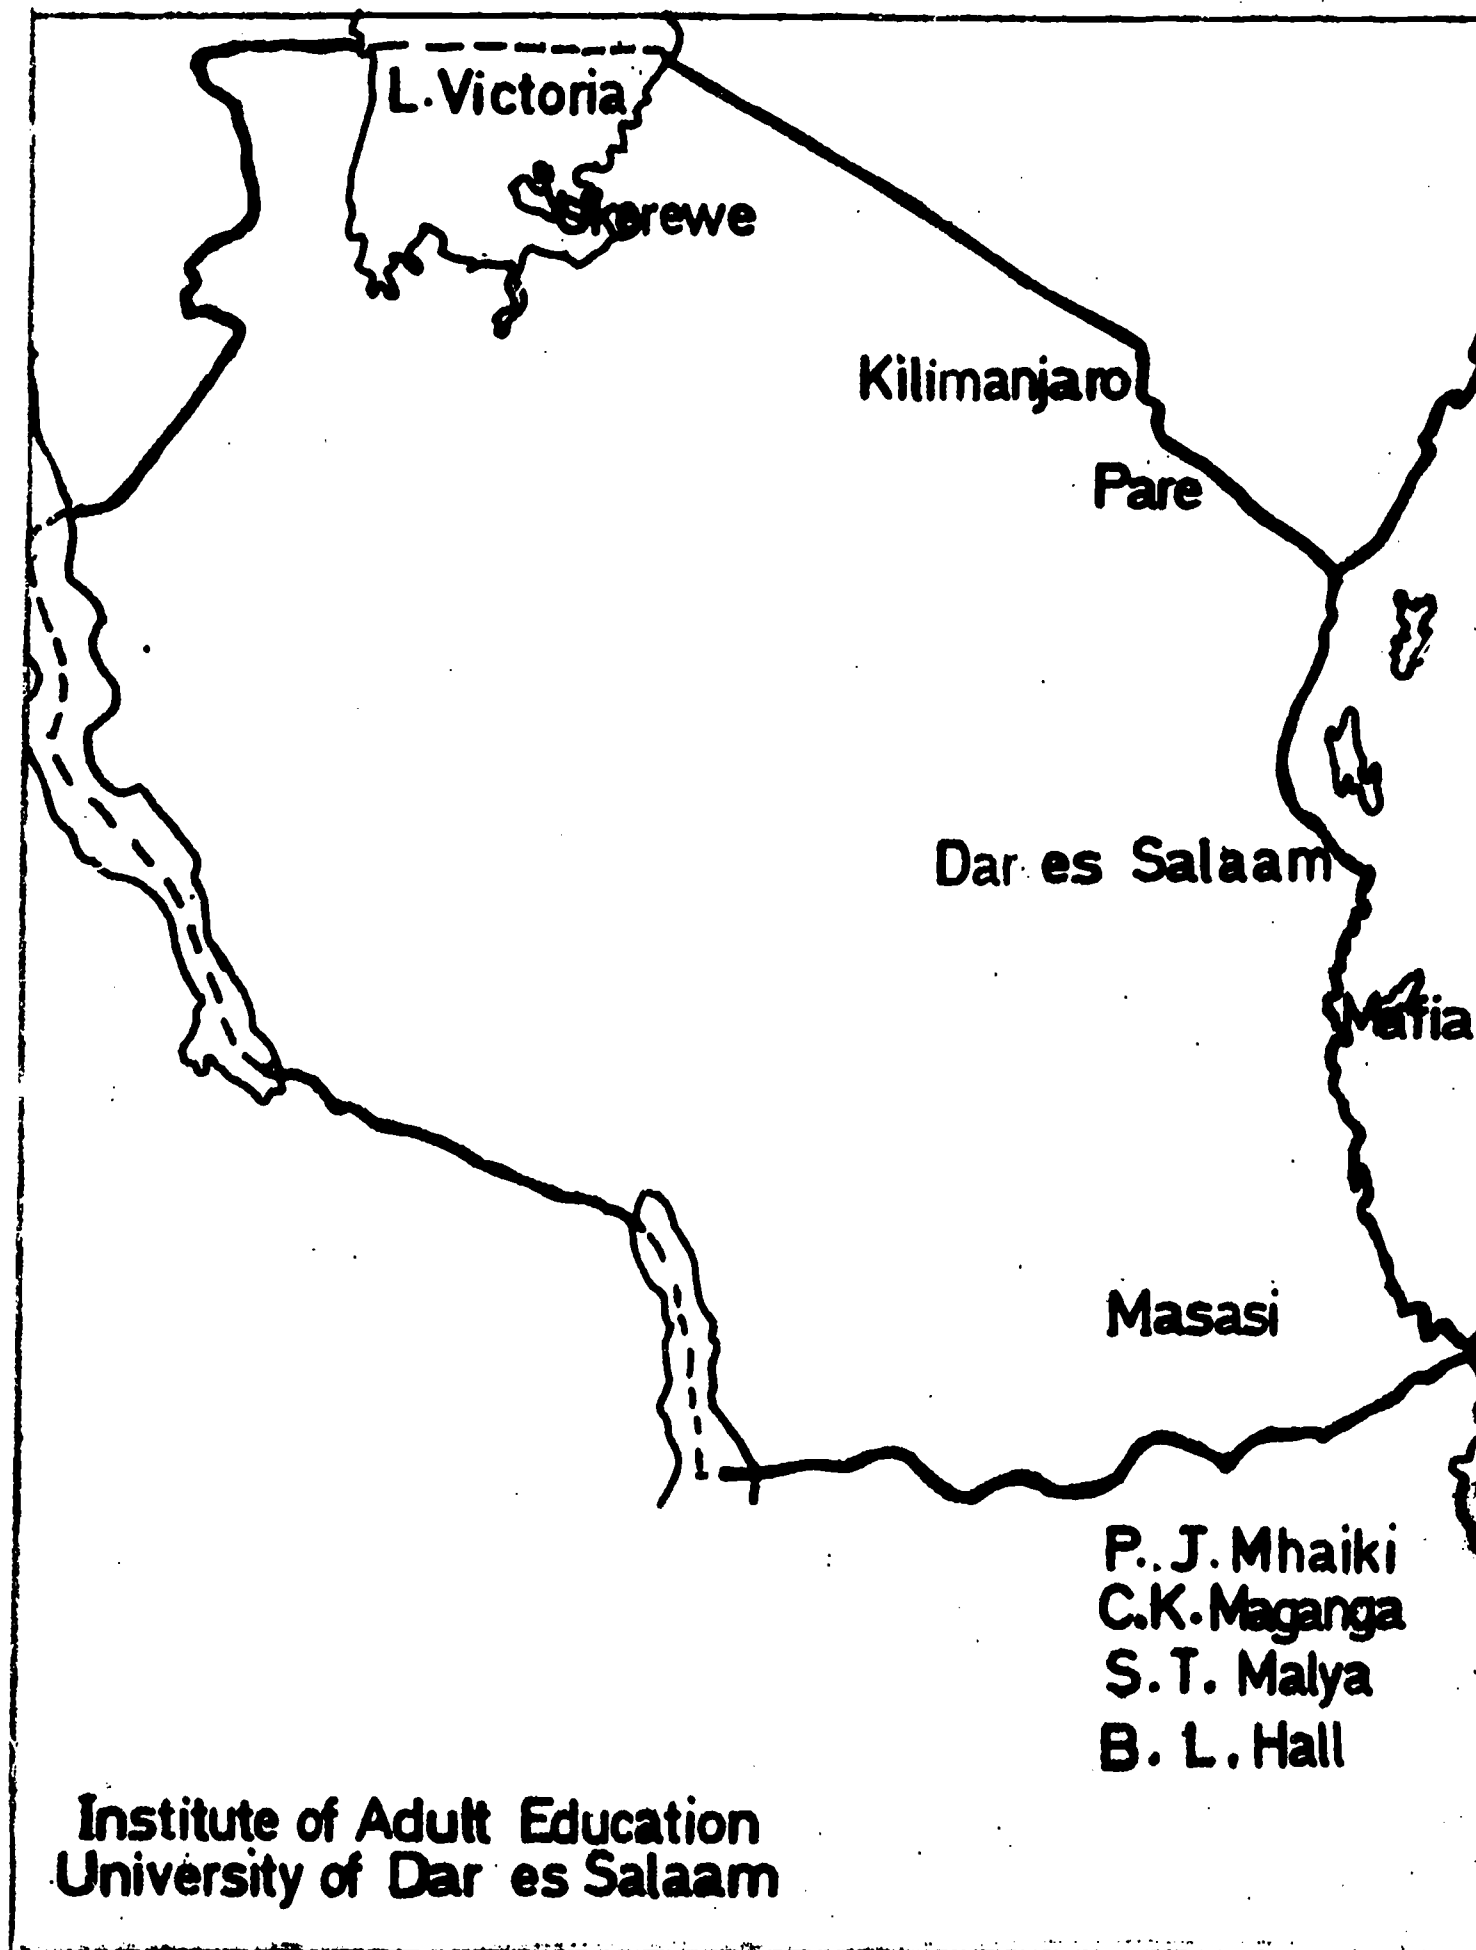 L. Victoria
Ukerewe
Kilimanjaro
Pare
Dar es Salaam
Mafia
Masasi
P. J. Mhaiki
C.K. Maganga
S. T. Malya
B. L. Hall
Institute of Adult Education
University of Dar es Salaam